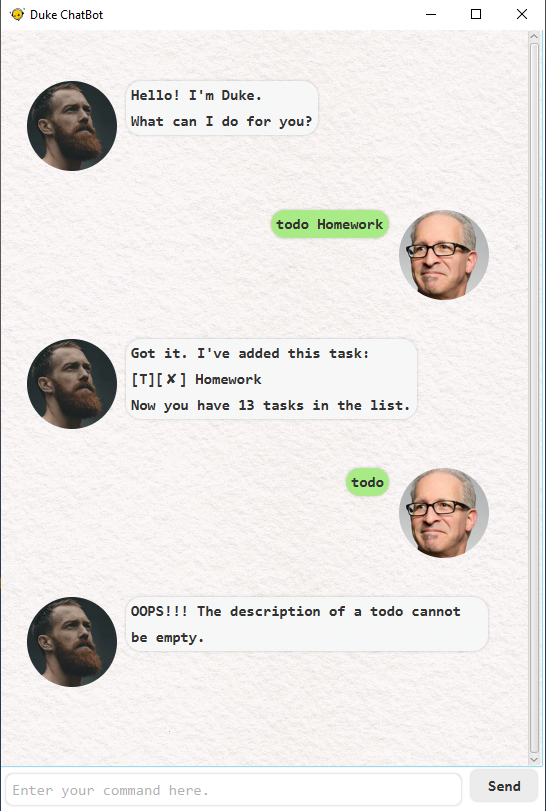 Duke ChatBot
Hello! I'm Duke.
What can I do for you?
todo Homework
Got it. I've added this task:
[T][✘] Homework
Now you have 13 tasks in the list.
todo
OOPS!!! The description of a todo cannot
be empty.
Enter your command here.
Send